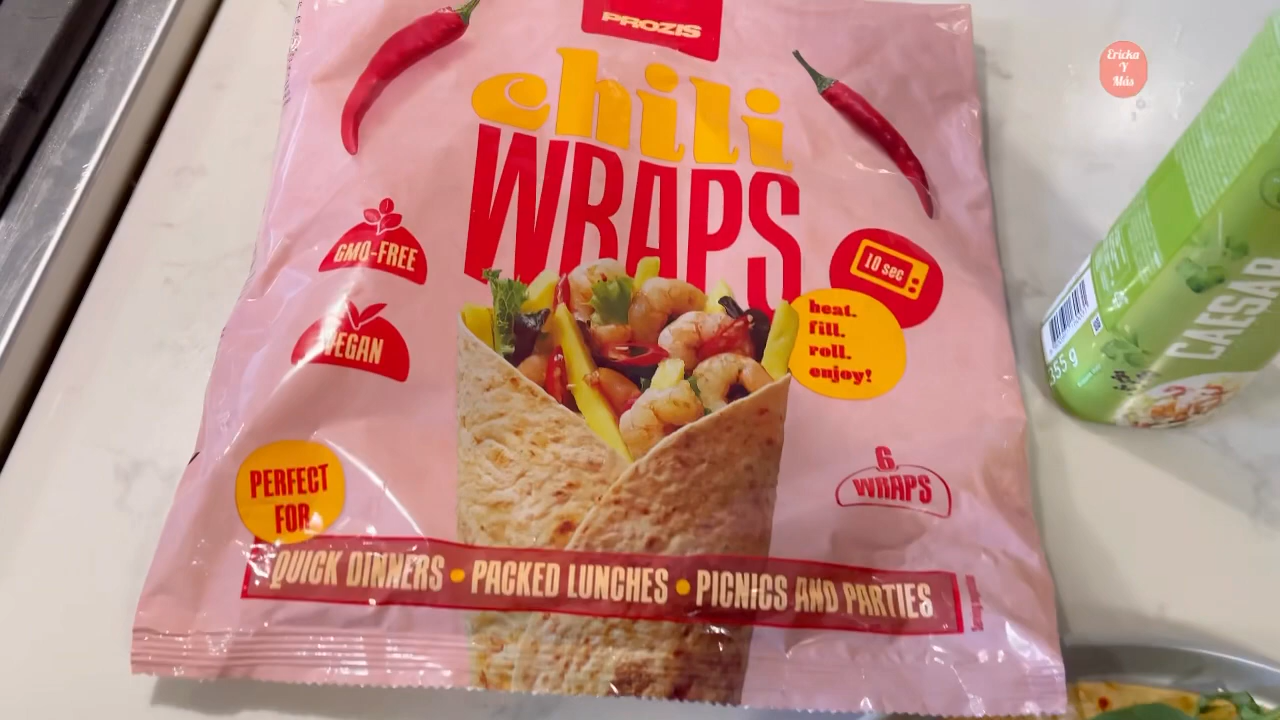 PROZIS
chili
WRAPS
GMO-FREE
VEGAN
10 sec
heat.
fill.
roll.
enjoy!
6
WRAPS
PERFECT
FOR
QUICK DINNERS • PACKED LUNCHES • PICNICS AND PARTIES
Ericka
Y
Más
CAESAR
355 g